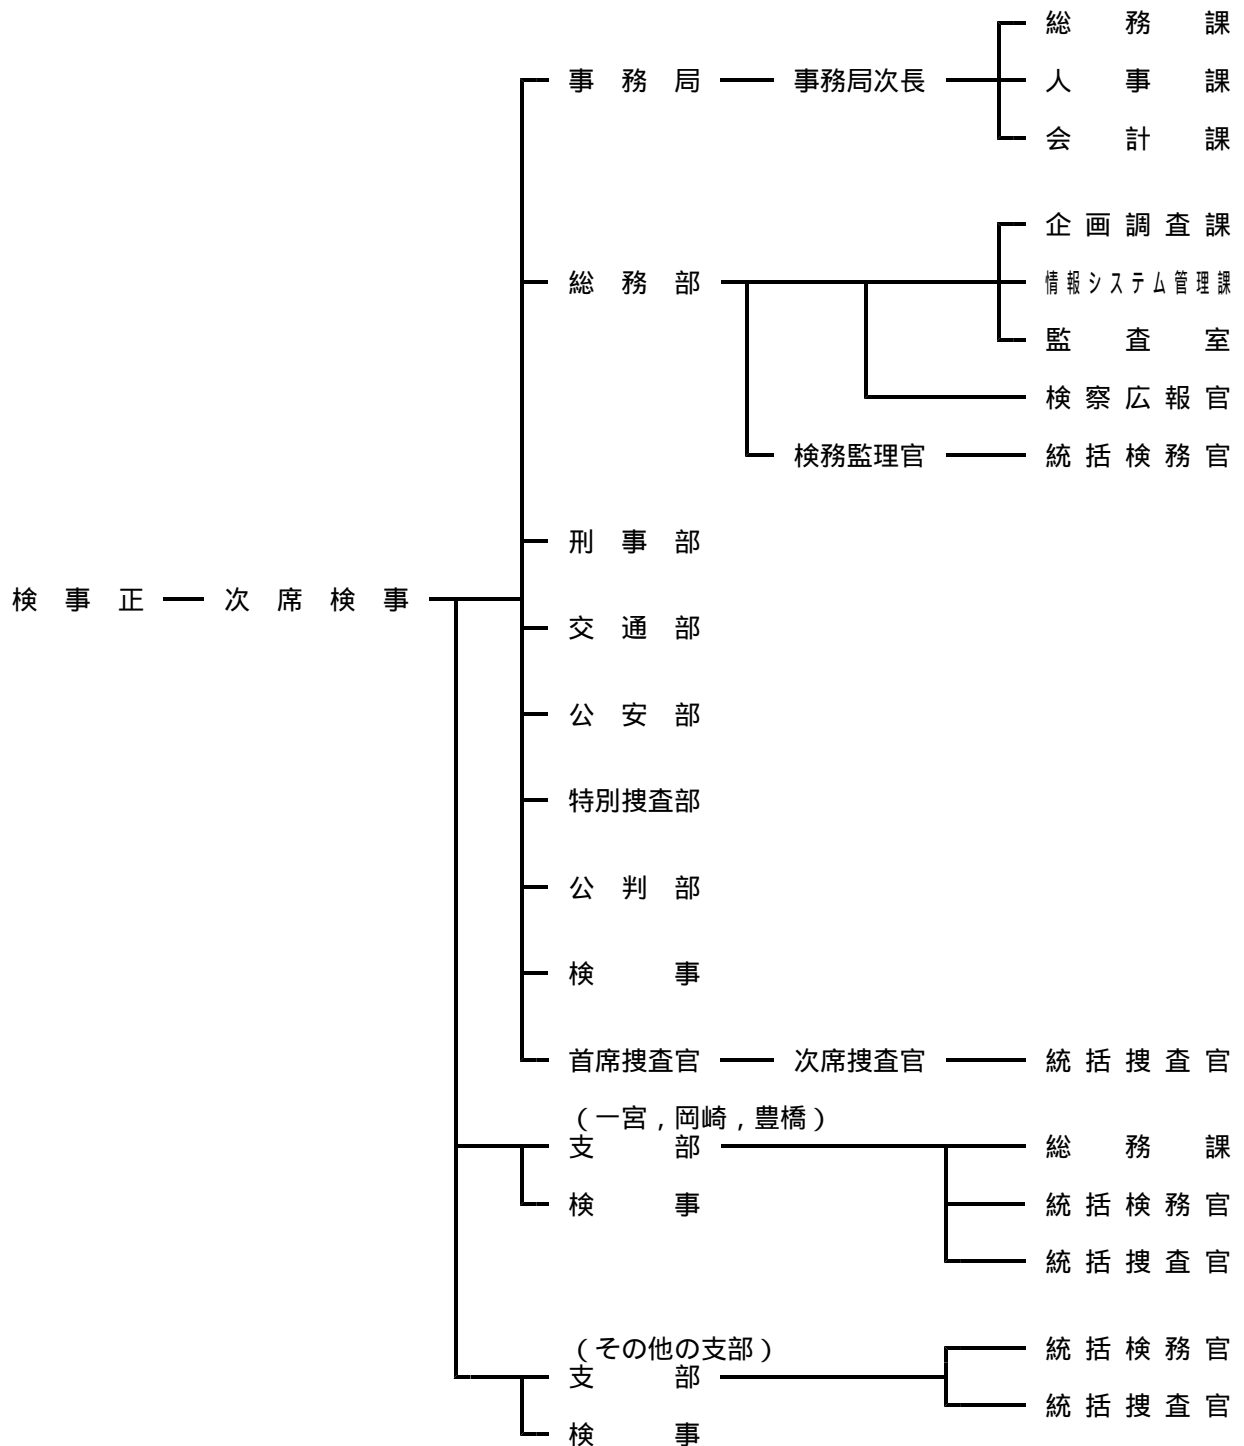 総務課
事務局 事務局次長 人事課
会計課
企画調査課
総務部 情報システム管理課
監査室
検察広報官
検務監理官 統括検務官
刑事部
検事正 次席検事
交通部
公安部
特別捜査部
公判部
検事
首席捜査官 次席捜査官 統括捜査官
(一宮,岡崎,豊橋)
支部 総務課
検事 統括検務官
統括捜査官
(その他の支部) 統括検務官
支部
統括捜査官
検事